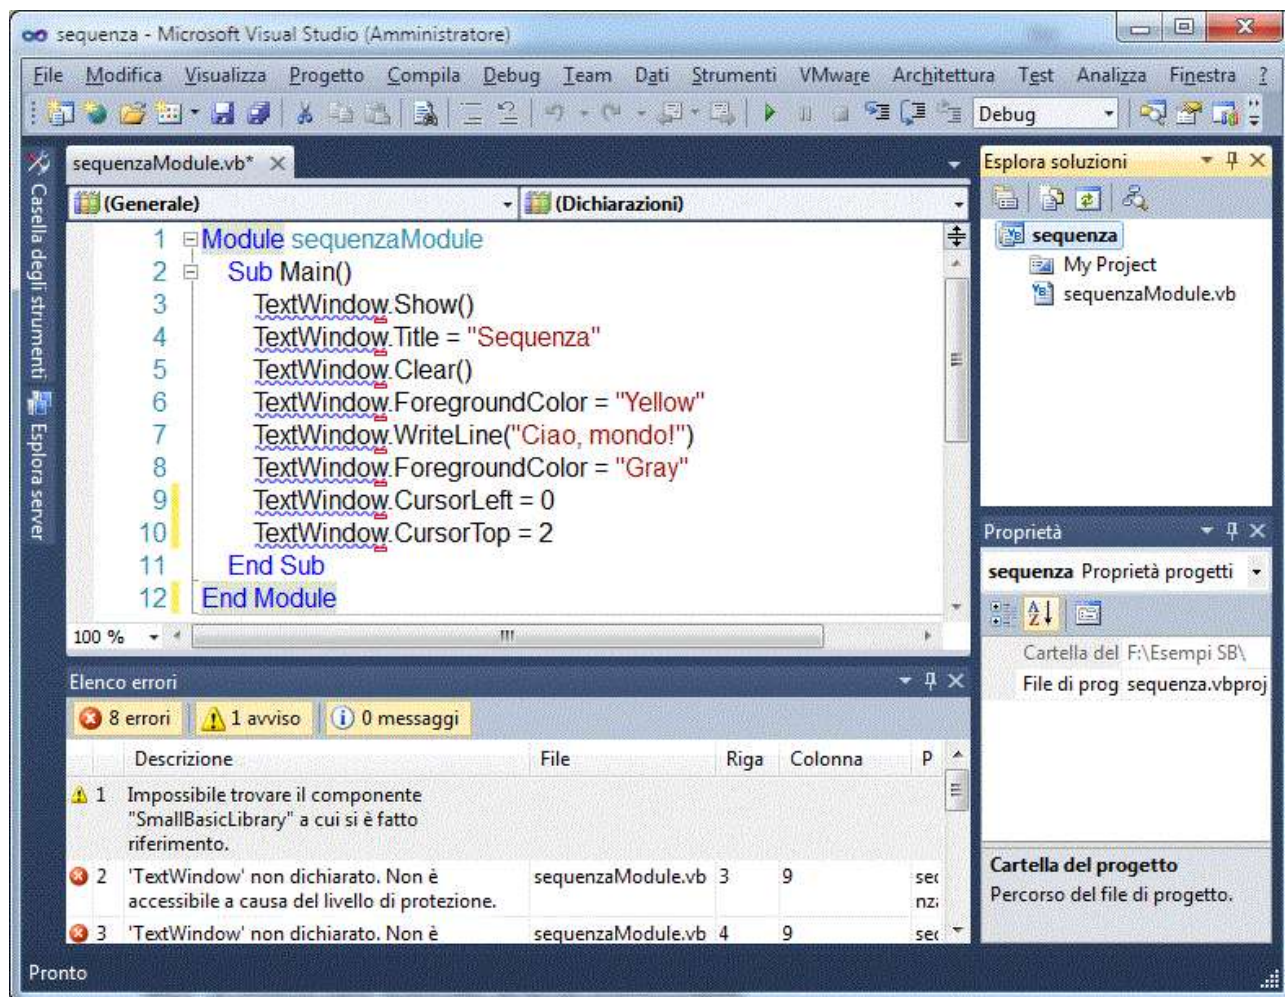 sequenza - Microsoft Visual Studio (Amministratore)
File Modifica Visualizza Progetto Compila Debug Team Dati Strumenti VMware Architettura Test Analizza Finestra ?
Debug
Casella degli strumenti
Esplora server
sequenzaModule.vb*
(Generale) (Dichiarazioni)
1 Module sequenzaModule
2 Sub Main()
3 TextWindow.Show()
4 TextWindow.Title = "Sequenza"
5 TextWindow.Clear()
6 TextWindow.ForegroundColor = "Yellow"
7 TextWindow.WriteLine("Ciao, mondo!")
8 TextWindow.ForegroundColor = "Gray"
9 TextWindow.CursorLeft = 0
10 TextWindow.CursorTop = 2
11 End Sub
12 End Module
100 %
Elenco errori
8 errori 1 avviso 0 messaggi
Descrizione File Riga Colonna P
1 Impossibile trovare il componente
"SmallBasicLibrary" a cui si è fatto
riferimento.
2 'TextWindow' non dichiarato. Non è sequenzaModule.vb 3 9 sec
accessibile a causa del livello di protezione. nza
3 'TextWindow' non dichiarato. Non è sequenzaModule.vb 4 9 sec
Esplora soluzioni
sequenza
My Project
sequenzaModule.vb
Proprietà
sequenza Proprietà progetti
Cartella del F:\Esempi SB\
File di prog sequenza.vbproj
Cartella del progetto
Percorso del file di progetto.
Pronto